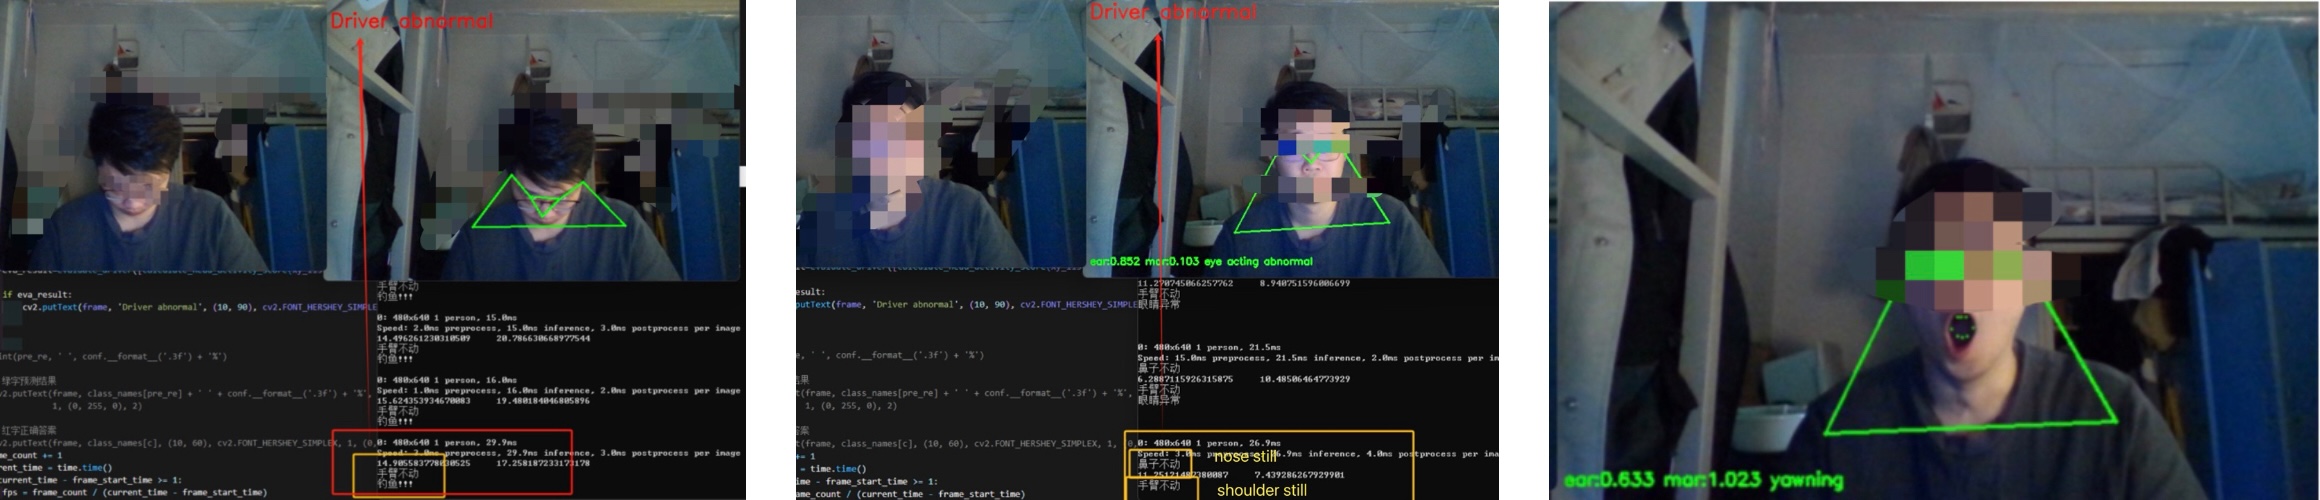 Driver abnormal
if eva_result:
cv2.putText(frame, 'Driver abnormal', (10, 90), cv2.FONT_HERSHEY_SIMPLE
int(pre_re, ' ', conf.__format__('.3f') + '%')
绿字预测结果
v2.putText(frame, class_names[pre_re] + ' ' + conf.__format__('.3f') + '%',
1, (0, 255, 0), 2)
红字正确答案
v2.putText(frame, class_names[c], (10, 60), cv2.FONT_HERSHEY_SIMPLEX, 1, (0,
me_count += 1
rent_time = time.time()
current_time - frame_start_time >= 1:
fps = frame_count / (current_time - frame_start_time)
手臂不动
钓鱼!!!
0: 480x640 1 person, 15.0ms
Speed: 2.0ms preprocess, 15.0ms inference, 3.0ms postprocess per image
14.496261230310509 20.786630668977544
手臂不动
钓鱼!!!
0: 480x640 1 person, 16.0ms
Speed: 1.0ms preprocess, 16.0ms inference, 2.0ms postprocess per image
15.624353934670083 19.480184046805896
手臂不动
钓鱼!!!
0: 480x640 1 person, 29.9ms
Speed: 3.0ms preprocess, 29.9ms inference, 3.0ms postprocess per image
17.258187233173178
手臂不动
钓鱼!!!
Driver abnormal
ear:0.852 mar:0.103 eye acting abnormal
esult:
putText(frame, 'Driver abnormal', (10, 90), cv2.FONT_HERSHEY_SIMPLE
e, ' ', conf.__format__('.3f') + '%')
结果
t(frame, class_names[pre_re] + ' ' + conf.__format__('.3f') + '%',
1, (0, 255, 0), 2)
答案
t(frame, class_names[c], (10, 60), cv2.FONT_HERSHEY_SIMPLEX, 1, (0,
+= 1
= time.time()
ime - frame_start_time >= 1:
ame_count / (current_time - frame_start_time)
11.270745066257762 8.940751596006699
手臂不动
眼睛异常
0: 480x640 1 person, 21.5ms
Speed: 15.0ms preprocess, 21.5ms inference, 2.0ms postprocess per im
鼻子不动
6.2887115926315875 10.48506464773929
手臂不动
眼睛异常
0: 480x640 1 person, 26.9ms
Speed: 3.0ms preprocess, 26.9ms inference, 4.0ms postprocess per ima
nose still
鼻子不动
7.439286267929901
手臂不动
shoulder still
ear:0.633 mar:1.023 yawning